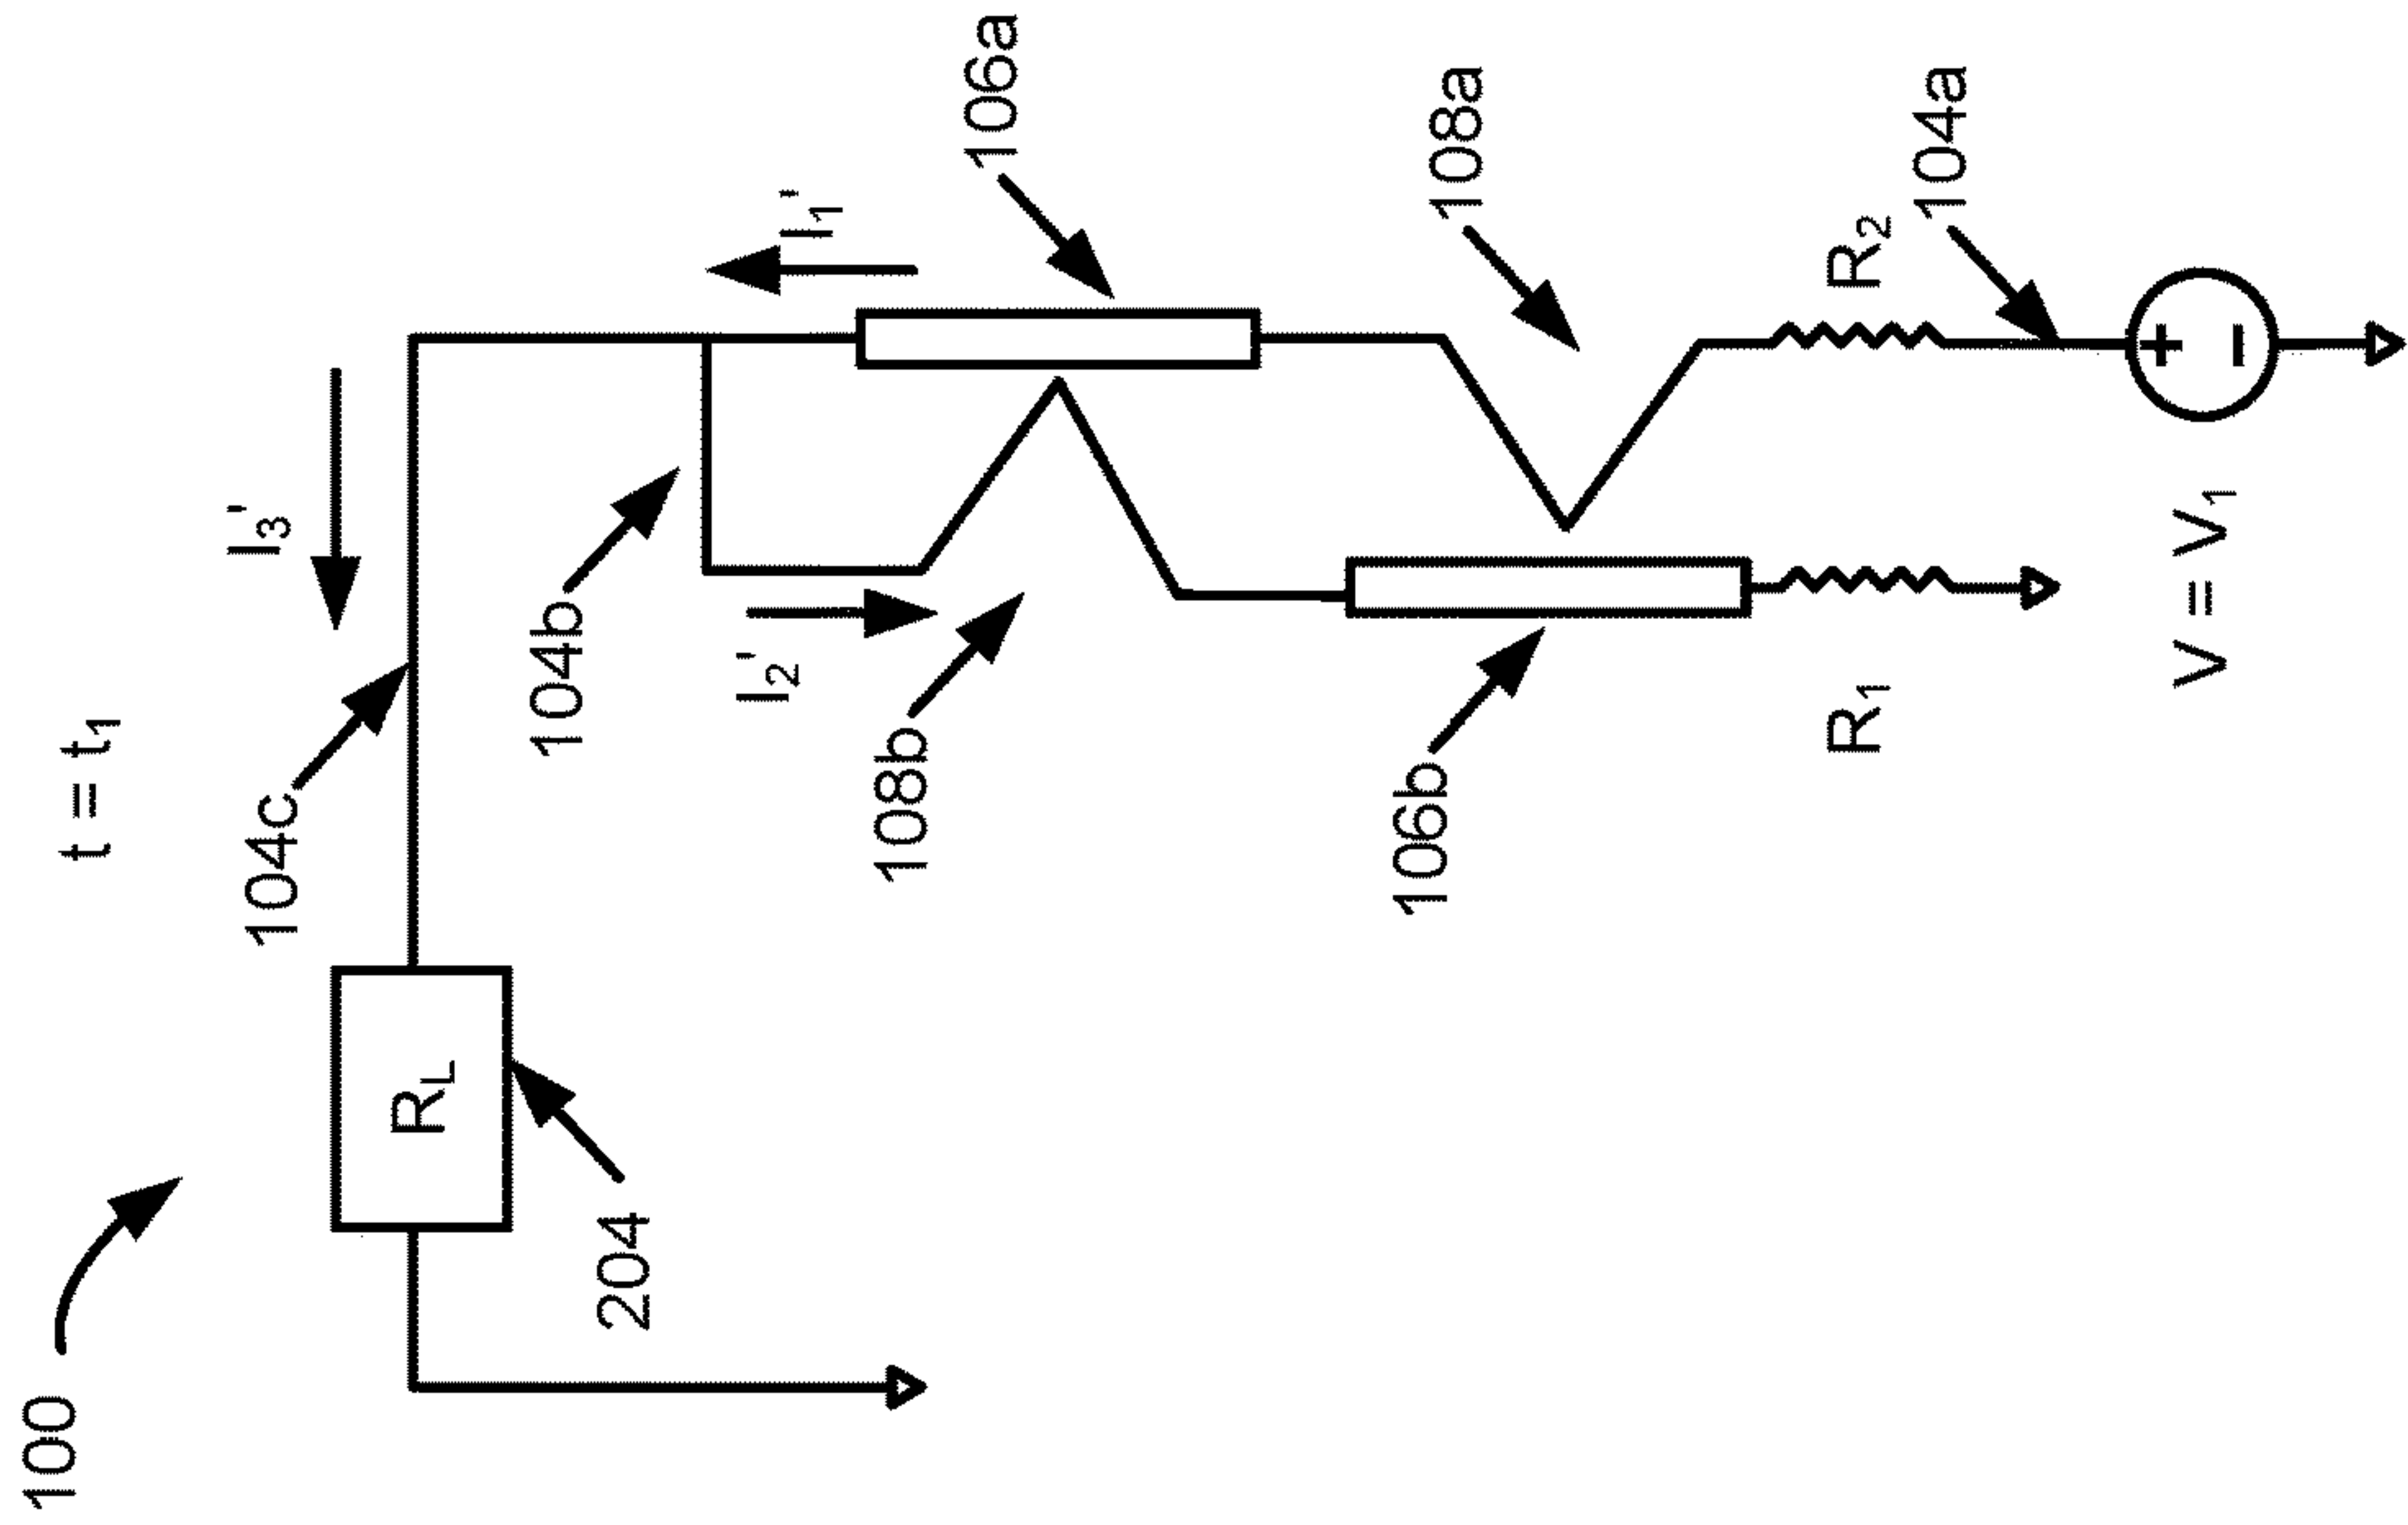 100
t = t1
104c
I3'
RL
204
104b
I2'
I1'
106a
108b
108a
106b
R1
R2
104a
V = V1
+
−